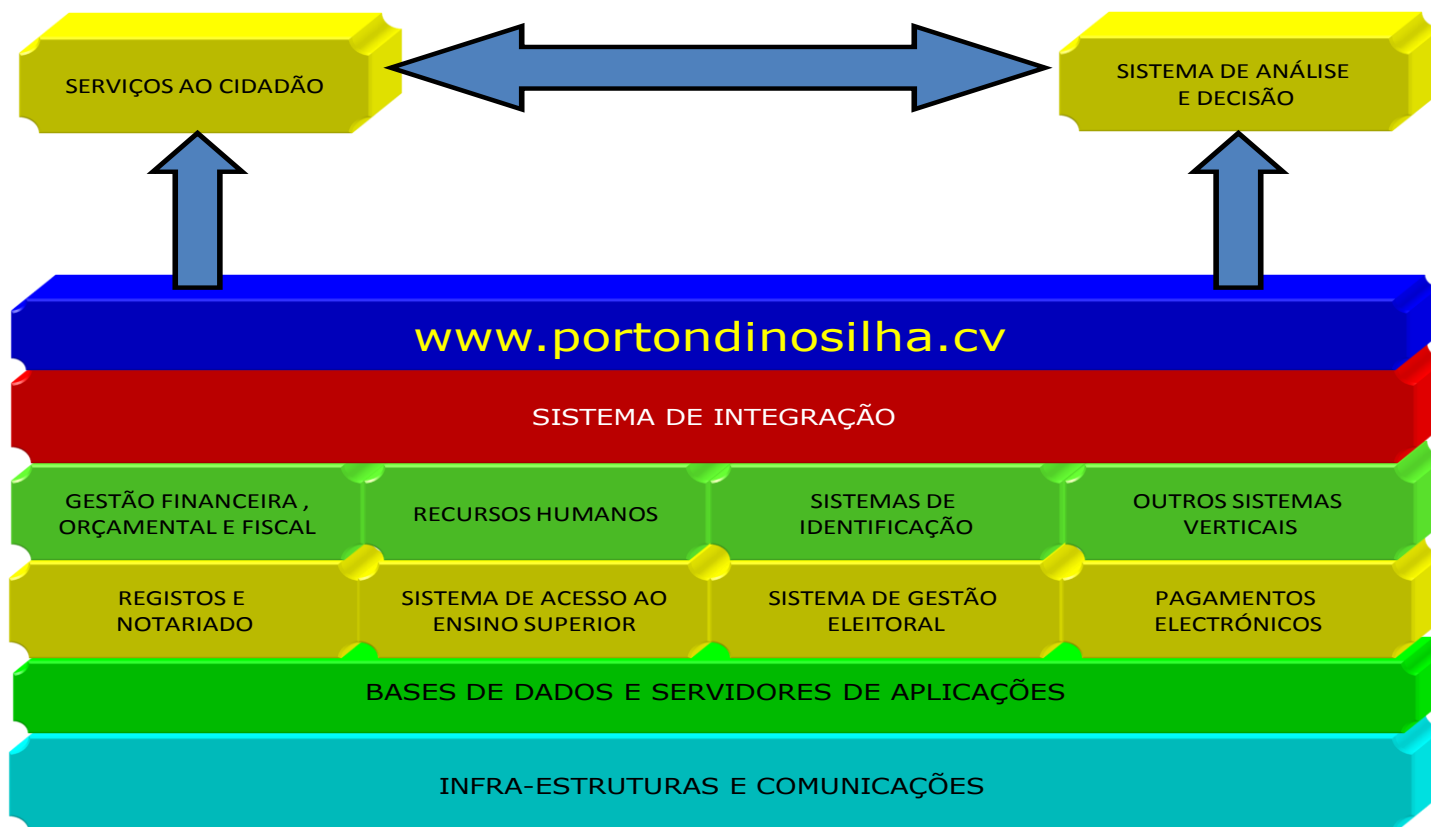 SERVIÇOS AO CIDADÃO
SISTEMA DE ANÁLISE
E DECISÃO
www.portondinosilha.cv
SISTEMA DE INTEGRAÇÃO
GESTÃO FINANCEIRA ,
ORÇAMENTAL E FISCAL
RECURSOS HUMANOS
SISTEMAS DE
IDENTIFICAÇÃO
OUTROS SISTEMAS
VERTICAIS
REGISTOS E
NOTARIADO
SISTEMA DE ACESSO AO
ENSINO SUPERIOR
SISTEMA DE GESTÃO
ELEITORAL
PAGAMENTOS
ELECTRÓNICOS
BASES DE DADOS E SERVIDORES DE APLICAÇÕES
INFRA-ESTRUTURAS E COMUNICAÇÕES